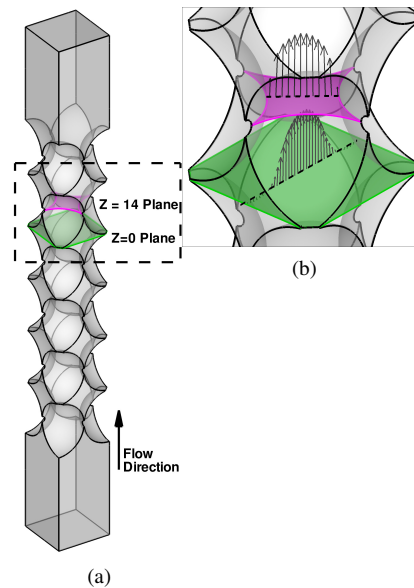 Z = 14 Plane
Z=0 Plane
Flow
Direction
(a)
(b)